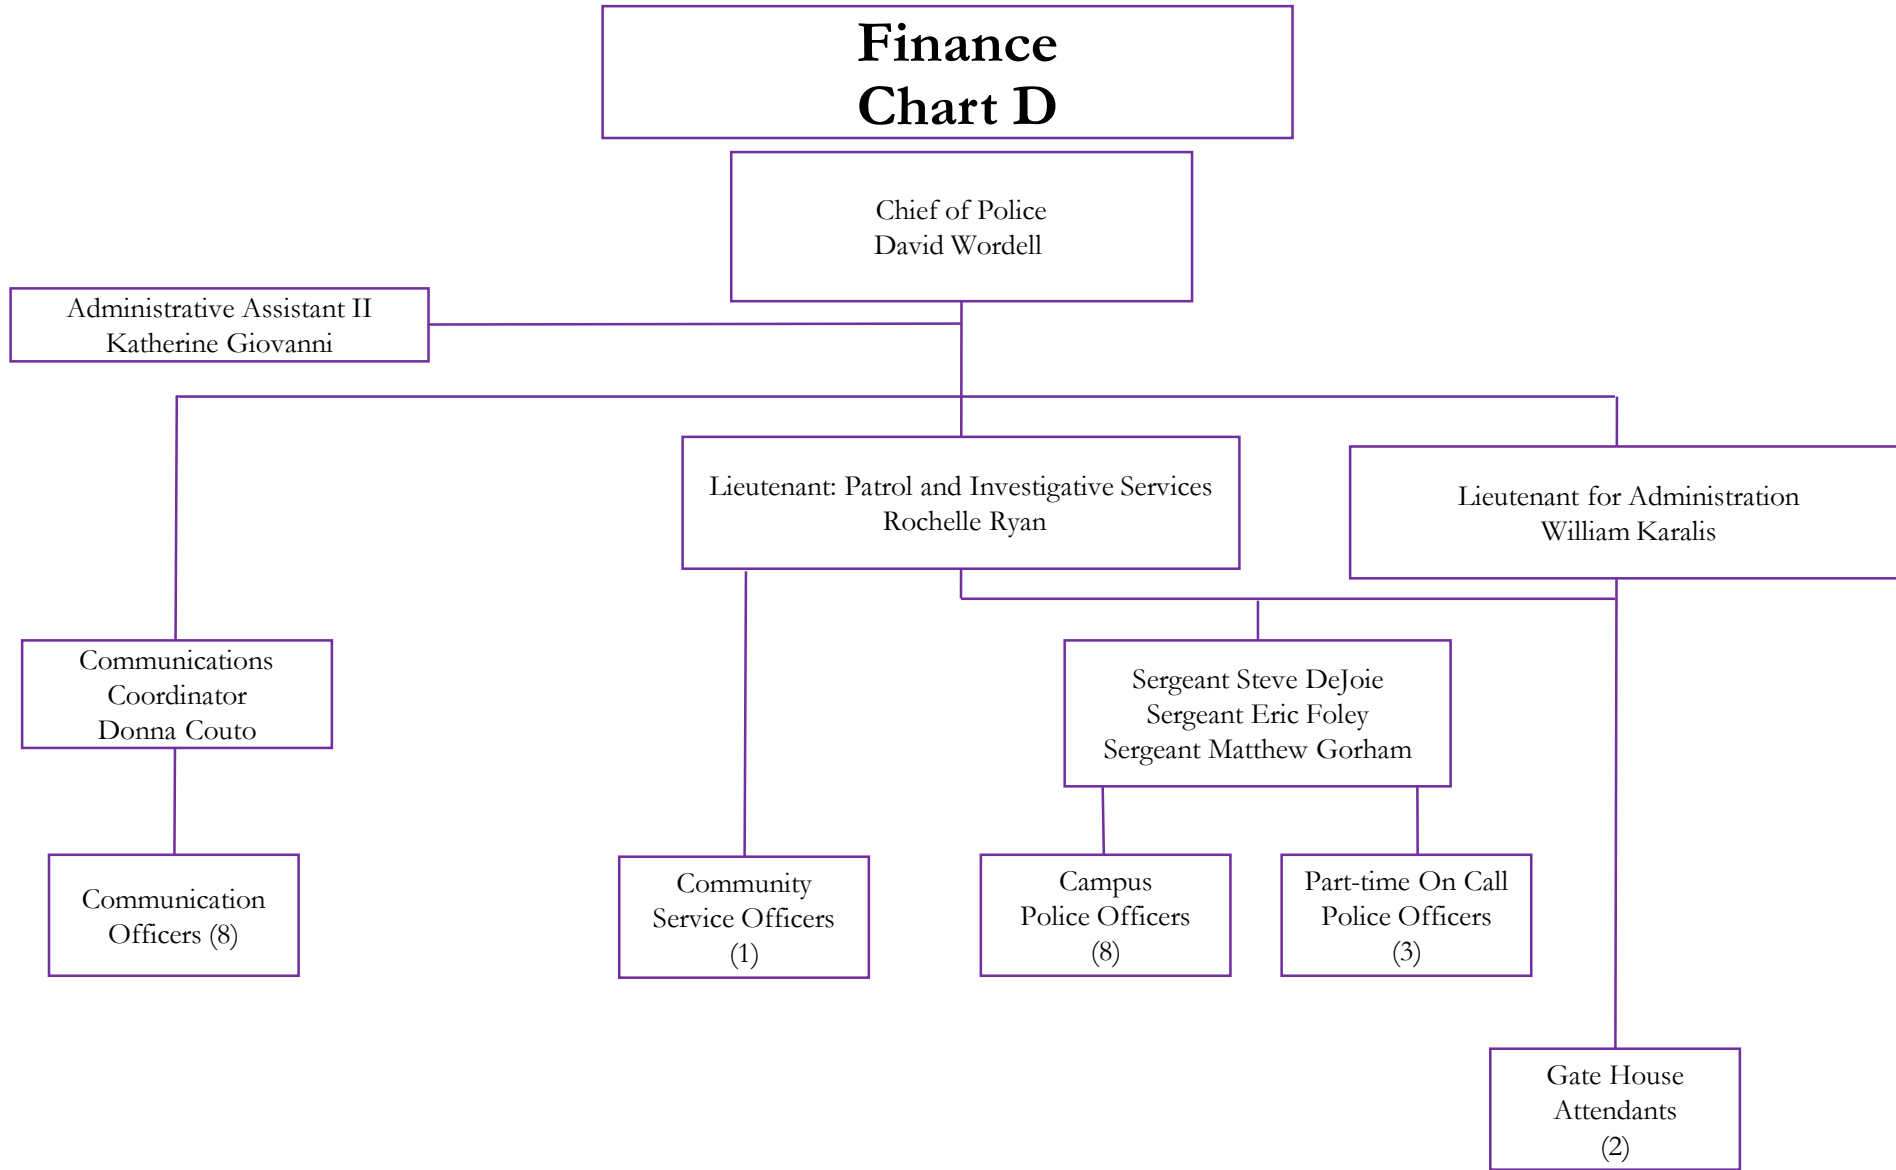 Finance
Chart D
Chief of Police
David Wordell
Administrative Assistant II
Katherine Giovanni
Lieutenant: Patrol and Investigative Services
Rochelle Ryan
Lieutenant for Administration
William Karalis
Communications
Coordinator
Donna Couto
Sergeant Steve DeJoie
Sergeant Eric Foley
Sergeant Matthew Gorham
Communication
Officers (8)
Community
Service Officers
(1)
Campus
Police Officers
(8)
Part-time On Call
Police Officers
(3)
Gate House
Attendants
(2)